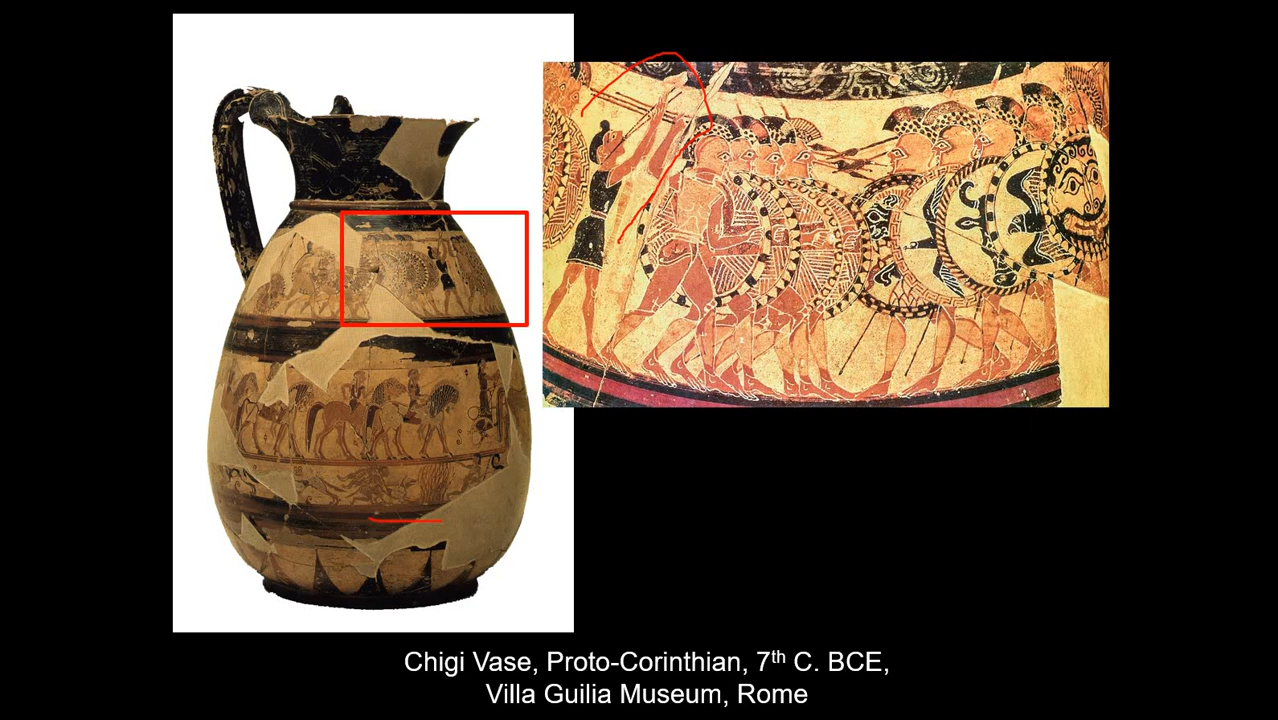 Chigi Vase, Proto-Corinthian, 7th C. BCE,
Villa Guilia Museum, Rome